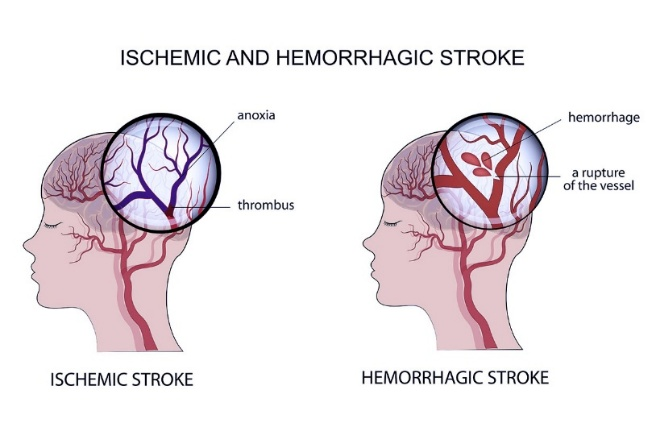 ISCHEMIC AND HEMORRHAGIC STROKE
anoxia
thrombus
hemorrhage
a rupture
of the vessel
ISCHEMIC STROKE
HEMORRHAGIC STROKE